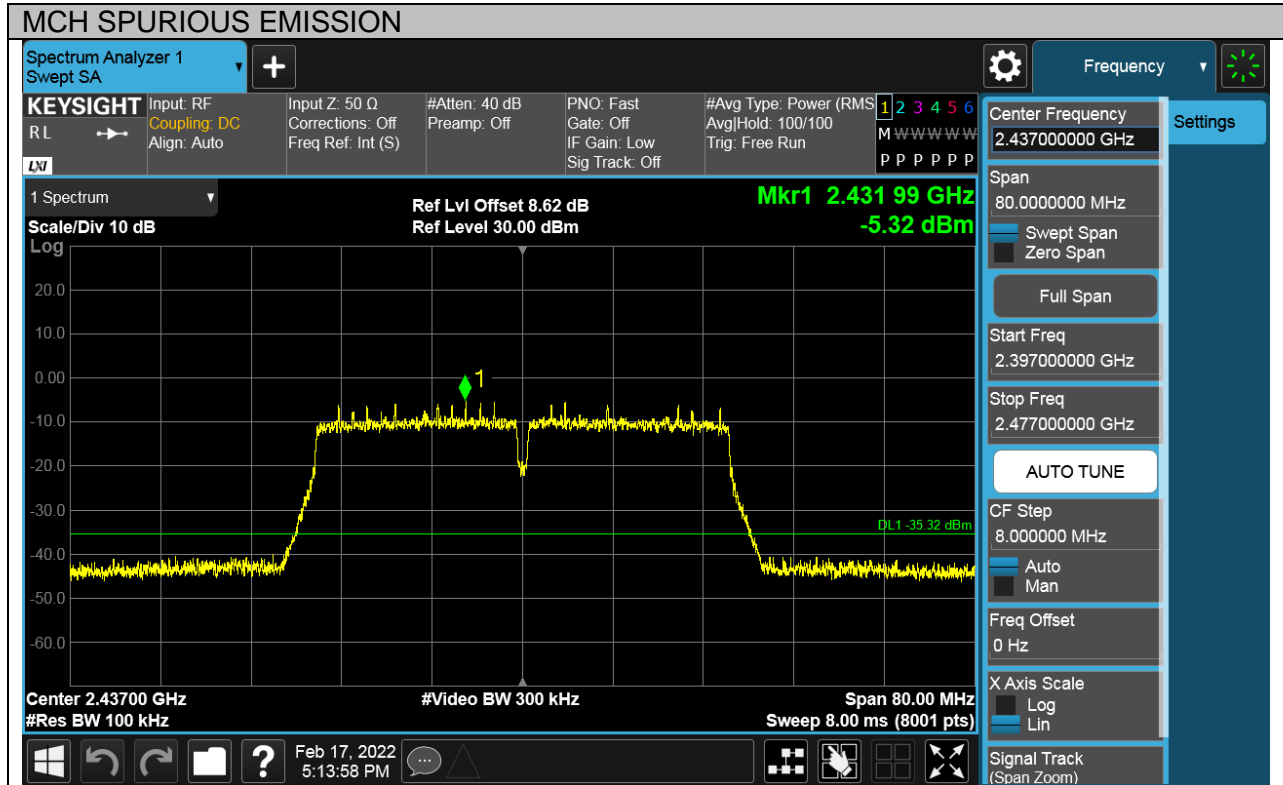 MCH SPURIOUS EMISSION
Spectrum Analyzer 1
Swept SA
+
Frequency
KEYSIGHT
RL
LXI
Input: RF
Coupling: DC
Align: Auto
Input Z: 50 Ω
Corrections: Off
Freq Ref: Int (S)
#Atten: 40 dB
Preamp: Off
PNO: Fast
Gate: Off
IF Gain: Low
Sig Track: Off
#Avg Type: Power (RMS
Avg|Hold: 100/100
Trig: Free Run
1 2 3 4 5 6
M W W W W W
P P P P P P
Center Frequency
2.437000000 GHz
Settings
Span
80.0000000 MHz
Swept Span
Zero Span
Full Span
Start Freq
2.397000000 GHz
Stop Freq
2.477000000 GHz
AUTO TUNE
CF Step
8.000000 MHz
Auto
Man
Freq Offset
0 Hz
X Axis Scale
Log
Lin
Signal Track
(Span Zoom)
1 Spectrum
Scale/Div 10 dB
Log
Ref Lvl Offset 8.62 dB
Ref Level 30.00 dBm
Mkr1 2.431 99 GHz
-5.32 dBm
20.0
10.0
0.00
-10.0
-20.0
-30.0
-40.0
-50.0
-60.0
1
DL1 -35.32 dBm
Center 2.43700 GHz
#Video BW 300 kHz
Span 80.00 MHz
#Res BW 100 kHz
Sweep 8.00 ms (8001 pts)
?
Feb 17, 2022
5:13:58 PM